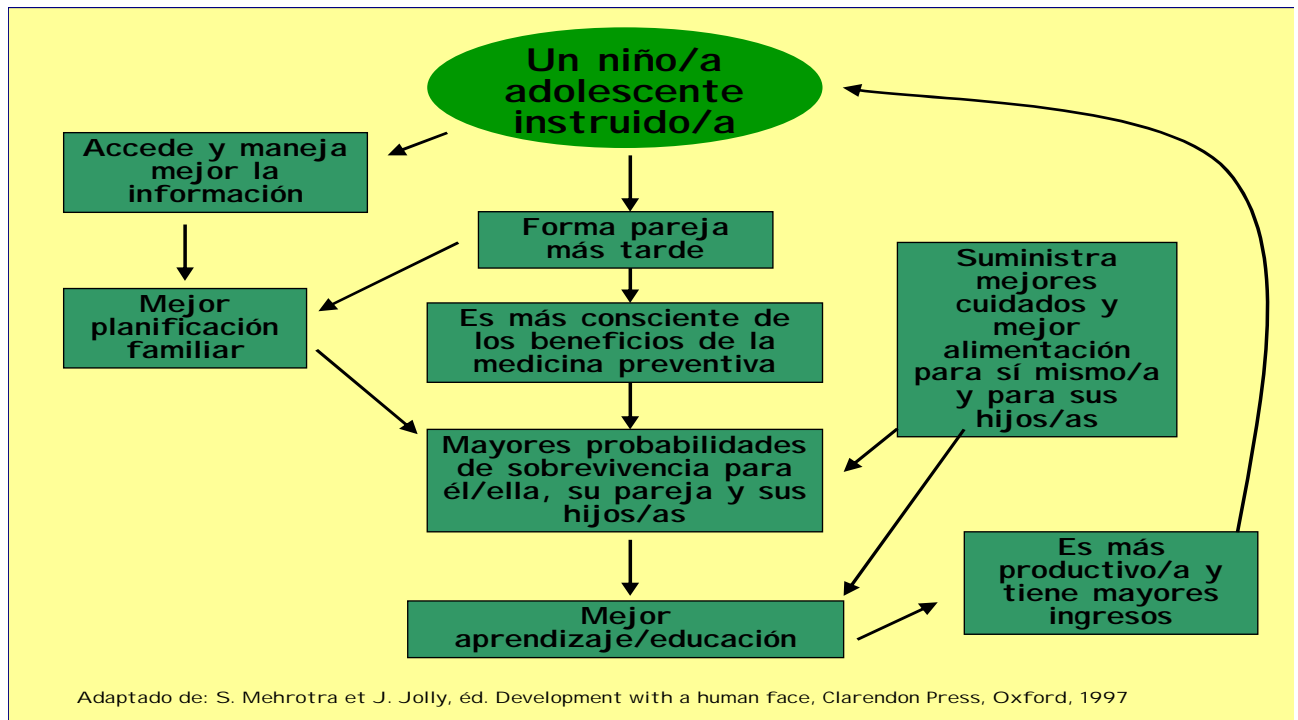 Un niño/a
adolescente
instruido/a
Accede y maneja
mejor la
información
Forma pareja
más tarde
Suministra
mejores
cuidados y
mejor
alimentación
para sí mismo/a
y para sus
hijos/as
Mejor
planificación
familiar
Es más consciente de
los beneficios de la
medicina preventiva
Mayores probabilidades
de sobrevivencia para
él/ella, su pareja y sus
hijos/as
Es más
productivo/a y
tiene mayores
ingresos
Mejor
aprendizaje/educación
Adaptado de: S. Mehrotra et J. Jolly, éd. Development with a human face, Clarendon Press, Oxford, 1997